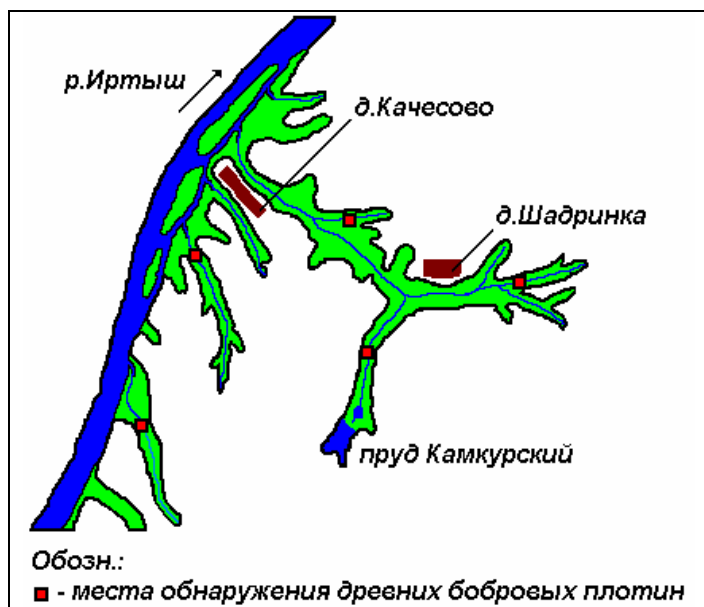 р.Иртыш
д.Качесово
д.Шадринка
пруд Камкурский
Обозн.:
- места обнаружения древних бобровых плотин